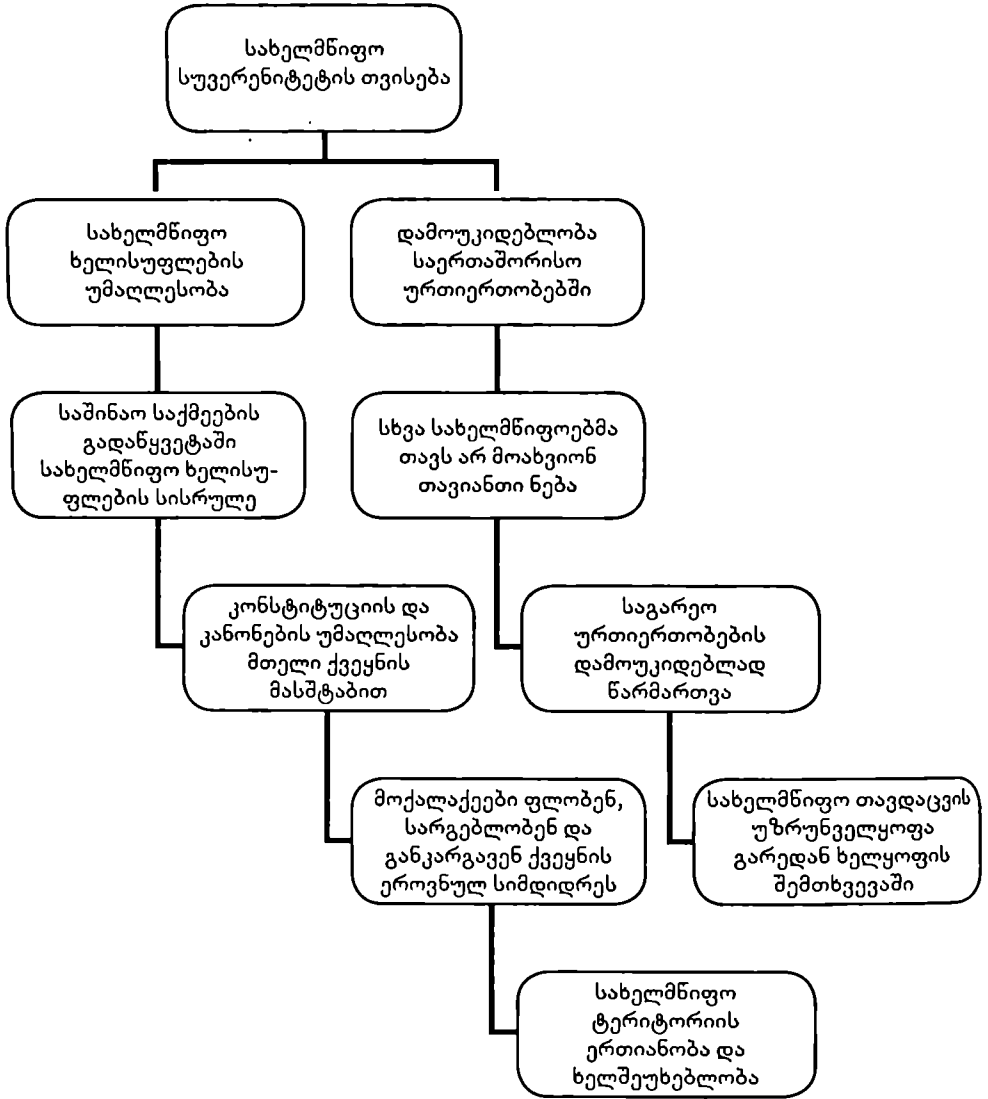 სახელმწიფო
სუვერენიტეტის თვისება
სახელმწიფო
ხელისუფლების
უმაღლესობა
დამოუკიდებლობა
საერთაშორისო
ურთიერთობებში
საშინაო საქმეების
გადაწყვეტაში
სახელმწიფო ხელისუ-
ფლების სისრულე
სხვა სახელმწიფოებმა
თავს არ მოახვიონ
თავიანთი ნება
კონსტიტუციის და
კანონების უმაღლესობა
მთელი ქვეყნის
მასშტაბით
საგარეო
ურთიერთობების
დამოუკიდებლად
წარმართვა
მოქალაქეები ფლობენ,
სარგებლობენ და
განკარგავენ ქვეყნის
ეროვნულ სიმდიდრეს
სახელმწიფო თავდაცვის
უზრუნველყოფა
გარედან ხელყოფის
შემთხვევაში
სახელმწიფო
ტერიტორიის
ერთიანობა და
ხელშეუხებლობა